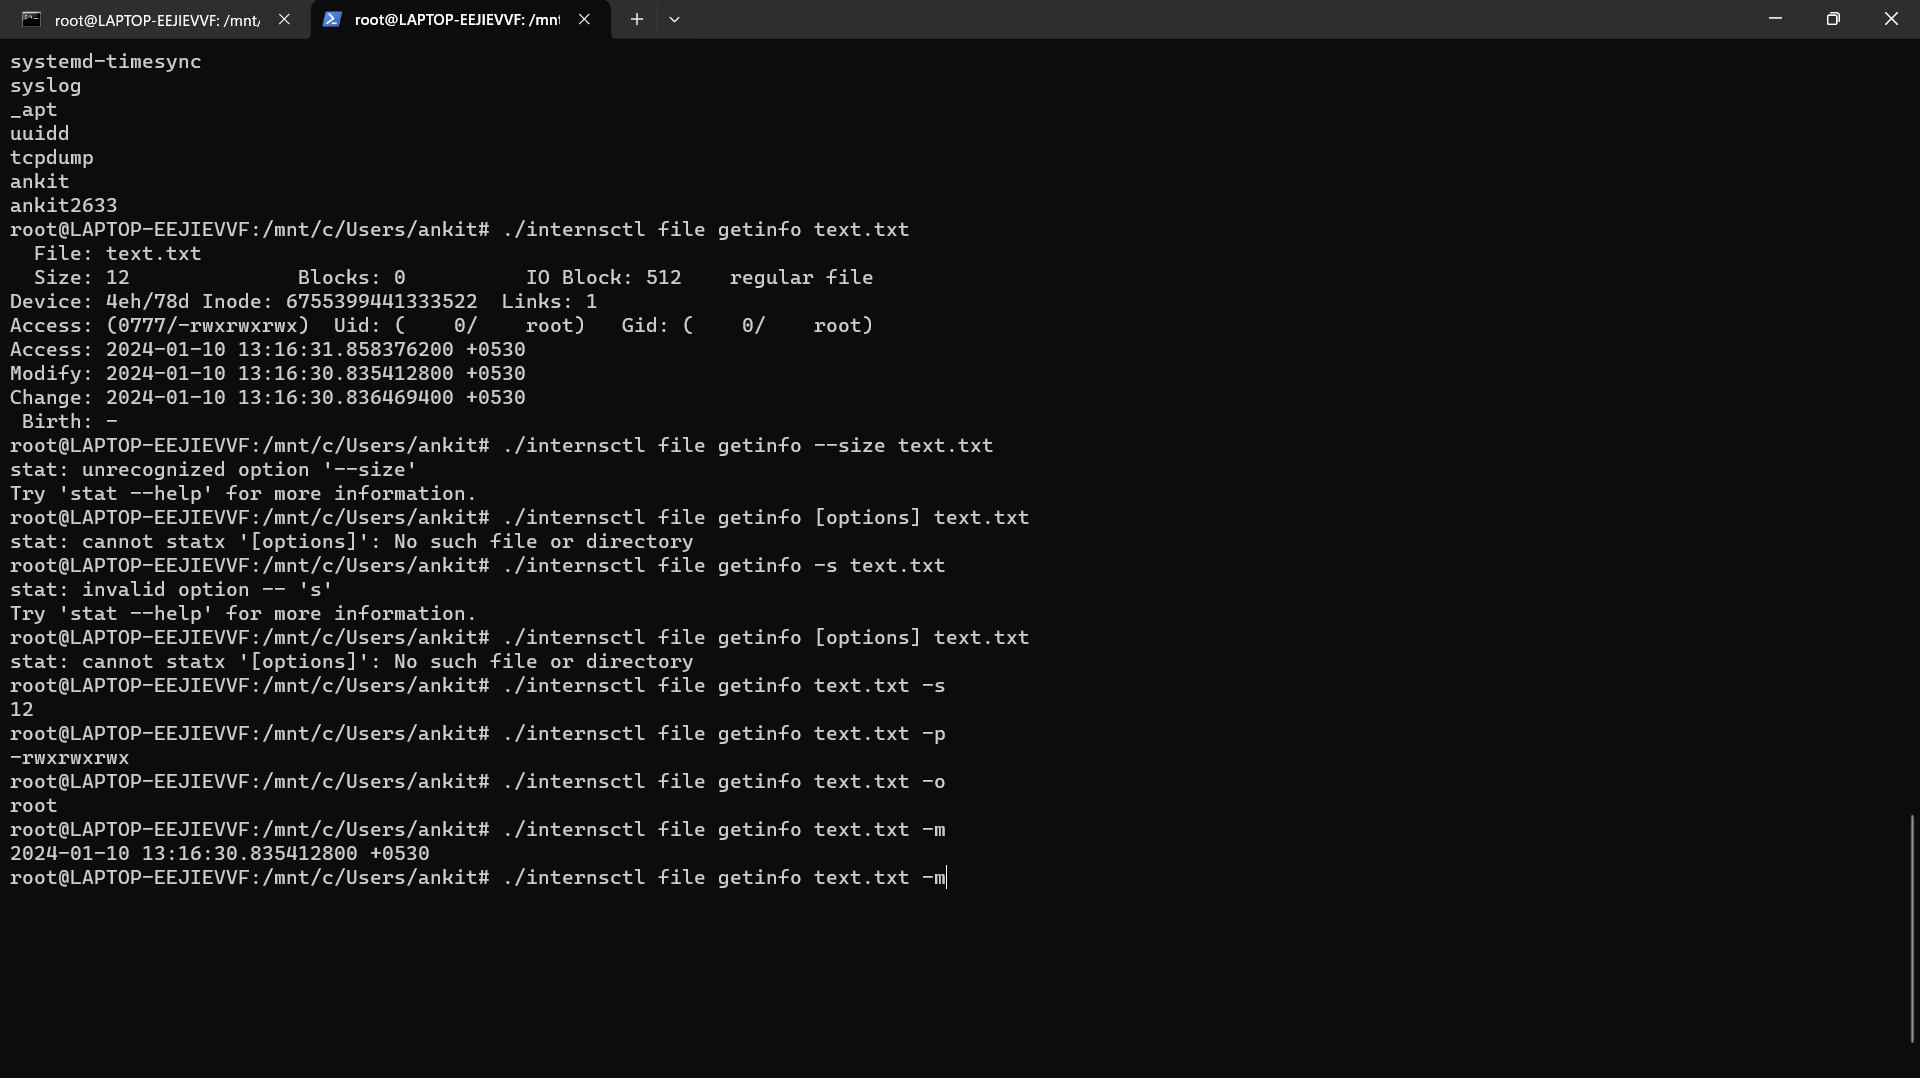 root@LAPTOP-EEJIEVVF: /mnt/
root@LAPTOP-EEJIEVVF: /mnt
systemd-timesync
syslog
_apt
uuidd
tcpdump
ankit
ankit2633
root@LAPTOP-EEJIEVVF:/mnt/c/Users/ankit# ./internsctl file getinfo text.txt
  File: text.txt
  Size: 12              Blocks: 0          IO Block: 512    regular file
Device: 4eh/78d Inode: 6755399441333522  Links: 1
Access: (0777/-rwxrwxrwx)  Uid: (    0/    root)   Gid: (    0/    root)
Access: 2024-01-10 13:16:31.858376200 +0530
Modify: 2024-01-10 13:16:30.835412800 +0530
Change: 2024-01-10 13:16:30.836469400 +0530
 Birth: -
root@LAPTOP-EEJIEVVF:/mnt/c/Users/ankit# ./internsctl file getinfo --size text.txt
stat: unrecognized option '--size'
Try 'stat --help' for more information.
root@LAPTOP-EEJIEVVF:/mnt/c/Users/ankit# ./internsctl file getinfo [options] text.txt
stat: cannot statx '[options]': No such file or directory
root@LAPTOP-EEJIEVVF:/mnt/c/Users/ankit# ./internsctl file getinfo -s text.txt
stat: invalid option -- 's'
Try 'stat --help' for more information.
root@LAPTOP-EEJIEVVF:/mnt/c/Users/ankit# ./internsctl file getinfo [options] text.txt
stat: cannot statx '[options]': No such file or directory
root@LAPTOP-EEJIEVVF:/mnt/c/Users/ankit# ./internsctl file getinfo text.txt -s
12
root@LAPTOP-EEJIEVVF:/mnt/c/Users/ankit# ./internsctl file getinfo text.txt -p
-rwxrwxrwx
root@LAPTOP-EEJIEVVF:/mnt/c/Users/ankit# ./internsctl file getinfo text.txt -o
root
root@LAPTOP-EEJIEVVF:/mnt/c/Users/ankit# ./internsctl file getinfo text.txt -m
2024-01-10 13:16:30.835412800 +0530
root@LAPTOP-EEJIEVVF:/mnt/c/Users/ankit# ./internsctl file getinfo text.txt -m